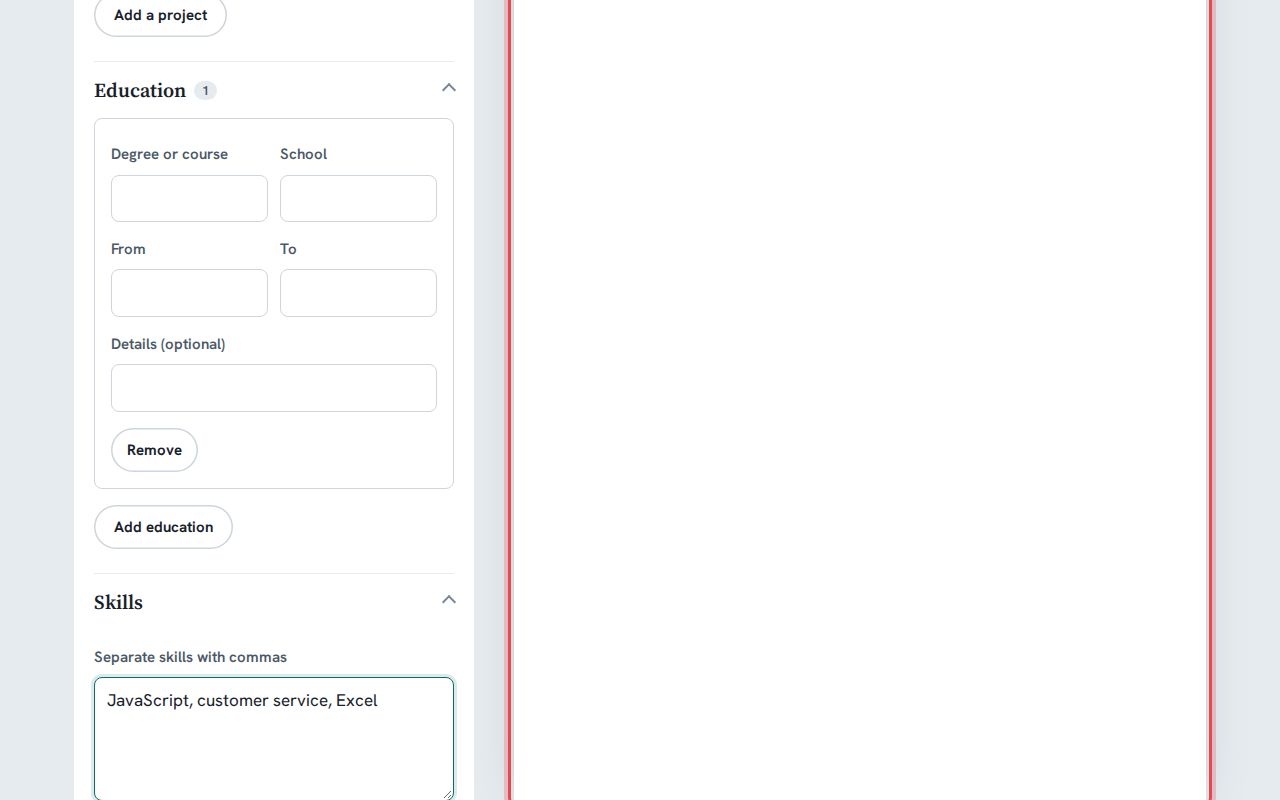 Add a project
Education 1
Degree or course School
From To
Details (optional)
Remove
Add education
Skills
Separate skills with commas
JavaScript, customer service, Excel